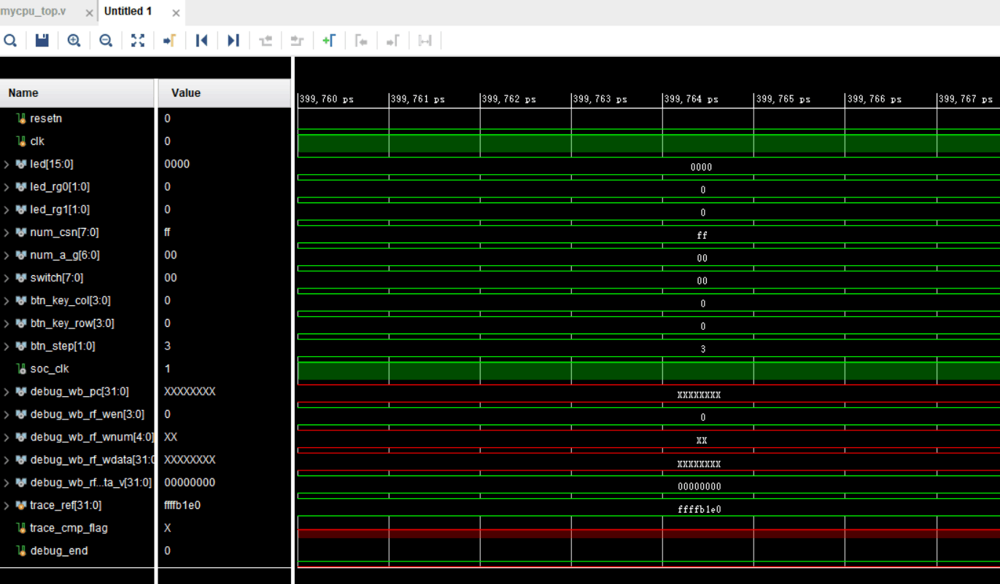 mycpu_top.v × Untitled 1 ×
Name Value
399,760 ps 399,761 ps 399,762 ps 399,763 ps 399,764 ps 399,765 ps 399,766 ps 399,767 ps
resetn 0
clk 0
led[15:0] 0000 0000
led_rg0[1:0] 0 0
led_rg1[1:0] 0 0
num_csn[7:0] ff ff
num_a_g[6:0] 00 00
switch[7:0] 00 00
btn_key_col[3:0] 0 0
btn_key_row[3:0] 0 0
btn_step[1:0] 3 3
soc_clk 1
debug_wb_pc[31:0] XXXXXXXX XXXXXXXX
debug_wb_rf_wen[3:0] 0 0
debug_wb_rf_wnum[4:0] XX XX
debug_wb_rf_wdata[31:0 XXXXXXXX XXXXXXXX
debug_wb_rf...ta_v[31:0] 00000000 00000000
trace_ref[31:0] ffffb1e0 ffffb1e0
trace_cmp_flag X
debug_end 0